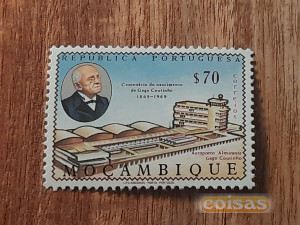 REPÚBLICA PORTUGUESA
Centenário do nascimento
de Gago Coutinho
1869-1969
$70
correios
Aeroporto Almirante
Gago Coutinho
MOÇAMBIQUE
coisas